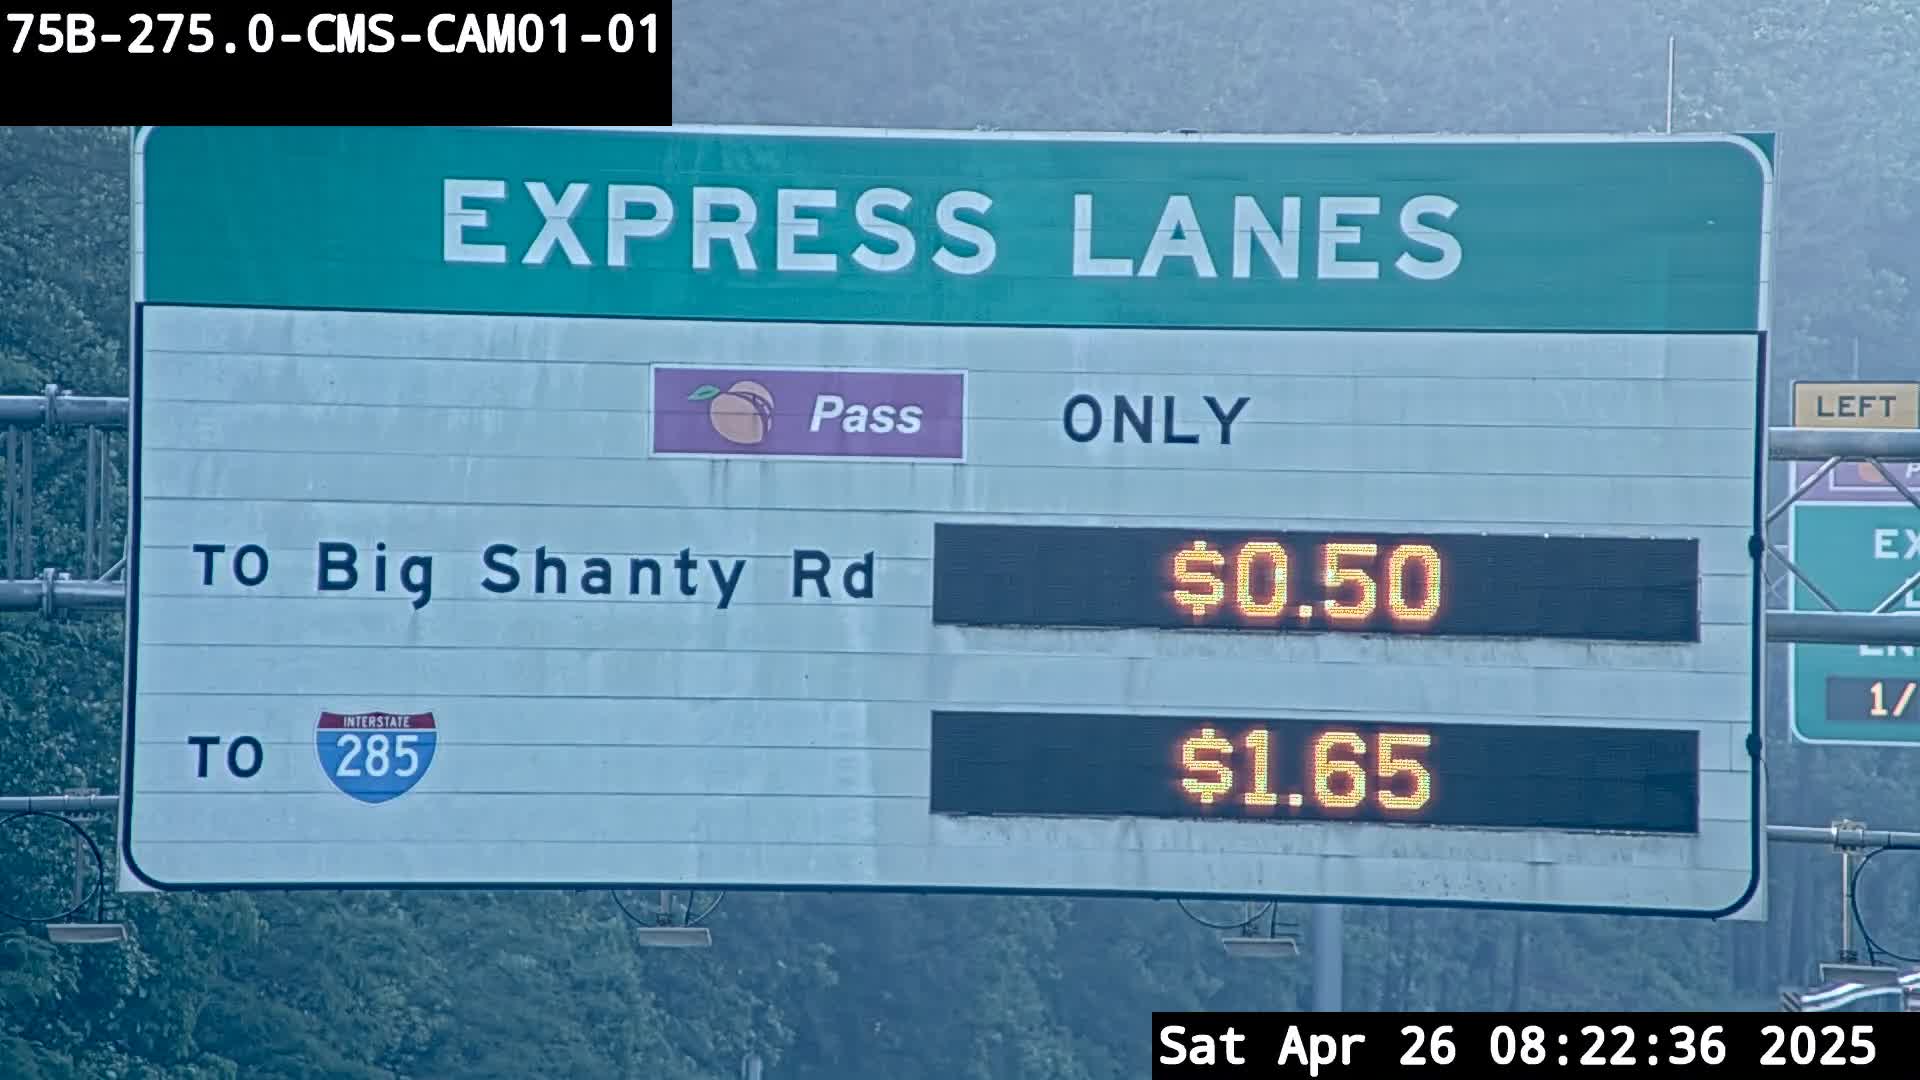 75B-275.0-CMS-CAM01-01
EXPRESS LANES
Pass ONLY
TO Big Shanty Rd $0.50
TO INTERSTATE 285 $1.65
LEFT
1/
Sat Apr 26 08:22:36 2025